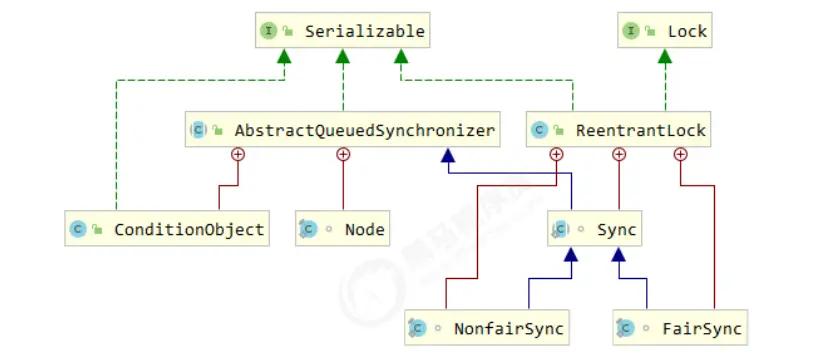 Serializable
Lock
AbstractQueuedSynchronizer
ReentrantLock
ConditionObject
Node
Sync
NonfairSync
FairSync